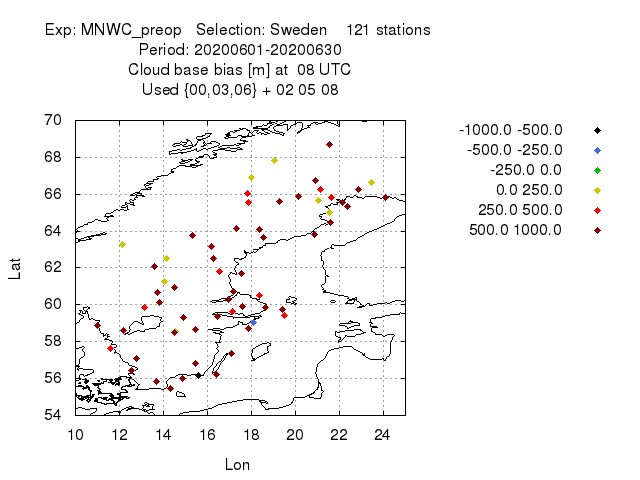 Exp: MNWC_preop Selection: Sweden 121 stations
Period: 20200601-20200630
Cloud base bias [m] at 08 UTC
Used {00,03,06} + 02 05 08
70
68
66
64
62
60
58
56
54
10 12 14 16 18 20 22 24
Lat
Lon
-1000.0 -500.0
-500.0 -250.0
-250.0 0.0
0.0 250.0
250.0 500.0
500.0 1000.0